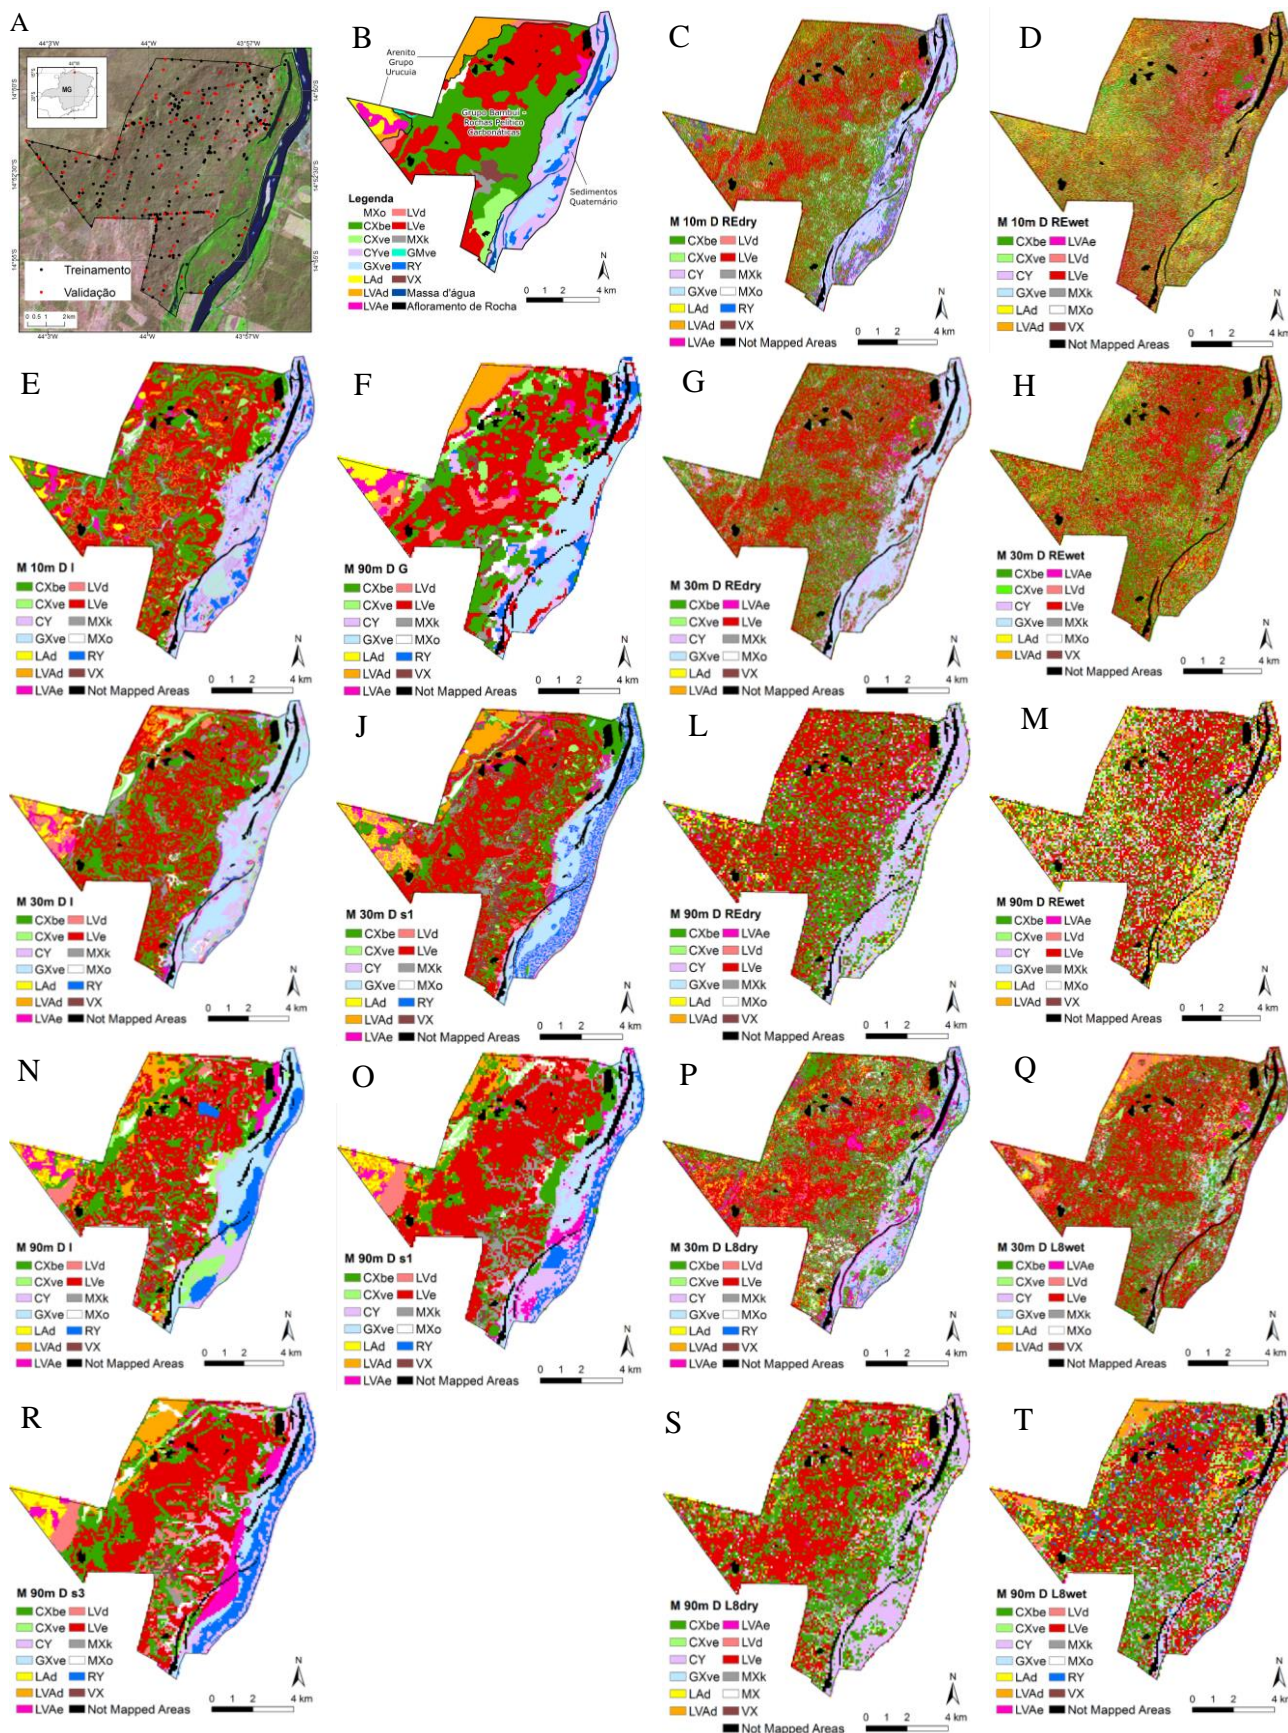 A
44°3'W 44°W 43°57'W
MG
14°50'S
14°52'30"S
14°55'S
Treinamento
Validação
0 0.5 1 2 km
44°3'W 44°W 43°57'W
B
Arenito
Grupo
Urucuia
Grupo Bambuí -
Rochas Pelítico
Carbonáticas
Sedimentos
Quaternário
Legenda
MXo LVd
CXbe LVe
CXve MXk
CYve GMve
GXve RY
LAd VX
LVAd Massa d'água
LVAe Afloramento de Rocha
N
0 1 2 4 km
C
M 10m D REdry
CXbe LVd
CXve LVe
CY MXk
GXve MXo
LAd RY
LVAd VX
LVAe Not Mapped Areas
N
0 1 2 4 km
D
M 10m D REwet
CXbe LVAe
CXve LVd
CY LVe
GXve MXk
LAd MXo
LVAd VX
Not Mapped Areas
N
0 1 2 4 km
E
M 10m D I
CXbe LVd
CXve LVe
CY MXk
GXve MXo
LAd RY
LVAd VX
LVAe Not Mapped Areas
N
0 1 2 4 km
F
M 90m D G
CXbe LVd
CXve LVe
CY MXk
GXve MXo
LAd RY
LVAd VX
LVAe Not Mapped Areas
N
0 1 2 4 km
G
M 30m D REdry
CXbe LVAe
CXve LVe
CY MXk
GXve MXo
LAd VX
LVAd Not Mapped Areas
N
0 1 2 4 km
H
M 30m D REwet
CXbe LVAe
CXve LVd
CY LVe
GXve MXk
LAd MXo
LVAd VX
Not Mapped Areas
N
0 1 2 4 km
M 30m D I
CXbe LVd
CXve LVe
CY MXk
GXve MXo
LAd RY
LVAd VX
LVAe Not Mapped Areas
N
0 1 2 4 km
J
M 30m D s1
CXbe LVd
CXve LVe
CY MXk
GXve MXo
LAd RY
LVAd VX
LVAe Not Mapped Areas
N
0 1 2 4 km
L
M 90m D REdry
CXbe LVAe
CXve LVd
CY LVe
GXve MXk
LAd MXo
LVAd VX
Not Mapped Areas
N
0 1 2 4 km
M
M 90m D REwet
CXbe LVAe
CXve LVd
CY LVe
GXve MXk
LAd MXo
LVAd VX
Not Mapped Areas
N
0 1 2 4 km
N
M 90m D I
CXbe LVd
CXve LVe
CY MXk
GXve MXo
LAd RY
LVAd VX
LVAe Not Mapped Areas
N
0 1 2 4 km
O
M 90m D s1
CXbe LVd
CXve LVe
CY MXk
GXve MXo
LAd RY
LVAd VX
LVAe Not Mapped Areas
N
0 1 2 4 km
P
M 30m D L8dry
CXbe LVd
CXve LVe
CY MXk
GXve MXo
LAd RY
LVAd VX
LVAe Not Mapped Areas
N
0 1 2 4 km
Q
M 30m D L8wet
CXbe LVAe
CXve LVd
CY LVe
GXve MXk
LAd MXo
LVAd VX
Not Mapped Areas
N
0 1 2 4 km
R
M 90m D s3
CXbe LVd
CXve LVe
CY MXk
GXve MXo
LAd RY
LVAd VX
LVAe Not Mapped Areas
N
0 1 2 4 km
S
M 90m D L8dry
CXbe LVAe
CXve LVd
CY LVe
GXve MXk
LAd MX
LVAd VX
Not Mapped Areas
N
0 1 2 4 km
T
M 90m D L8wet
CXbe LVd
CXve LVe
CY MXk
GXve MXo
LAd RY
LVAd VX
LVAe Not Mapped Areas
N
0 1 2 4 km